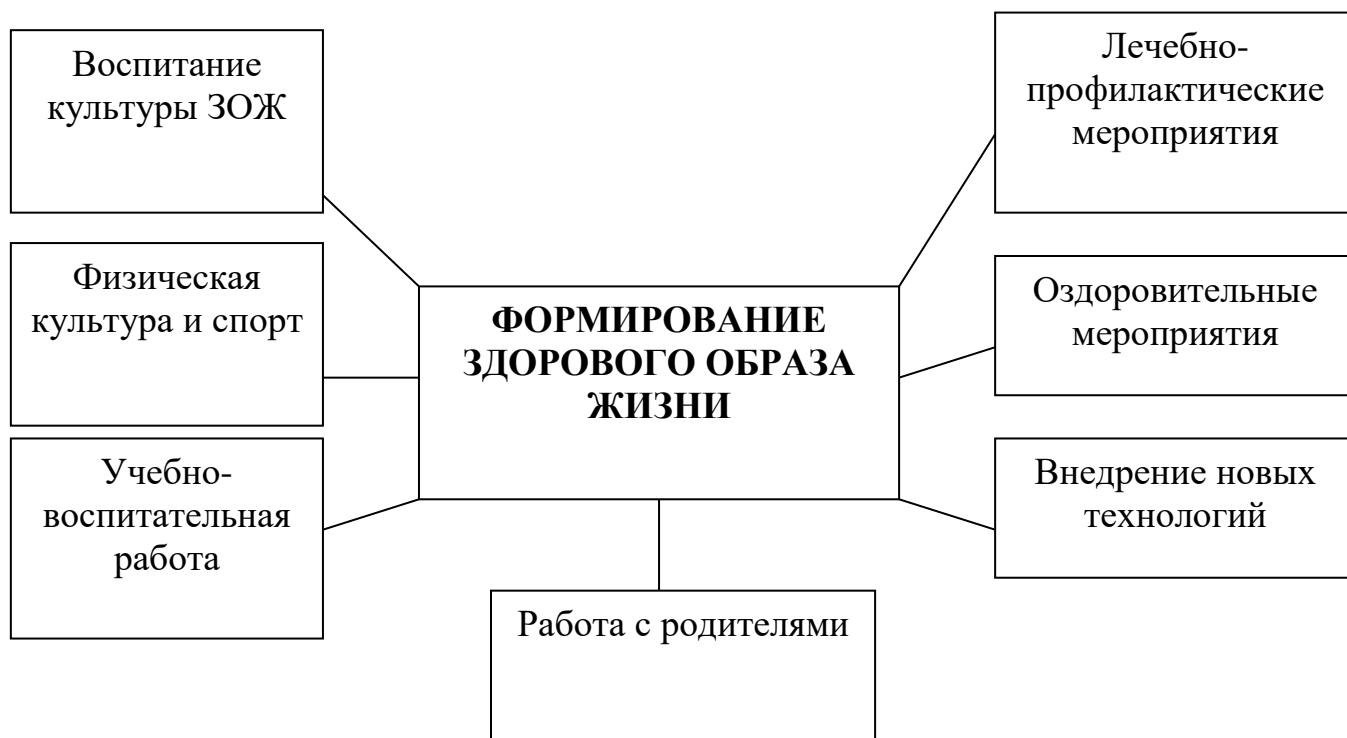 Воспитание
культуры ЗОЖ
Физическая
культура и спорт
Учебно-
воспитательная
работа
ФОРМИРОВАНИЕ
ЗДОРОВОГО ОБРАЗА
ЖИЗНИ
Работа с родителями
Лечебно-
профилактические
мероприятия
Оздоровительные
мероприятия
Внедрение новых
технологий